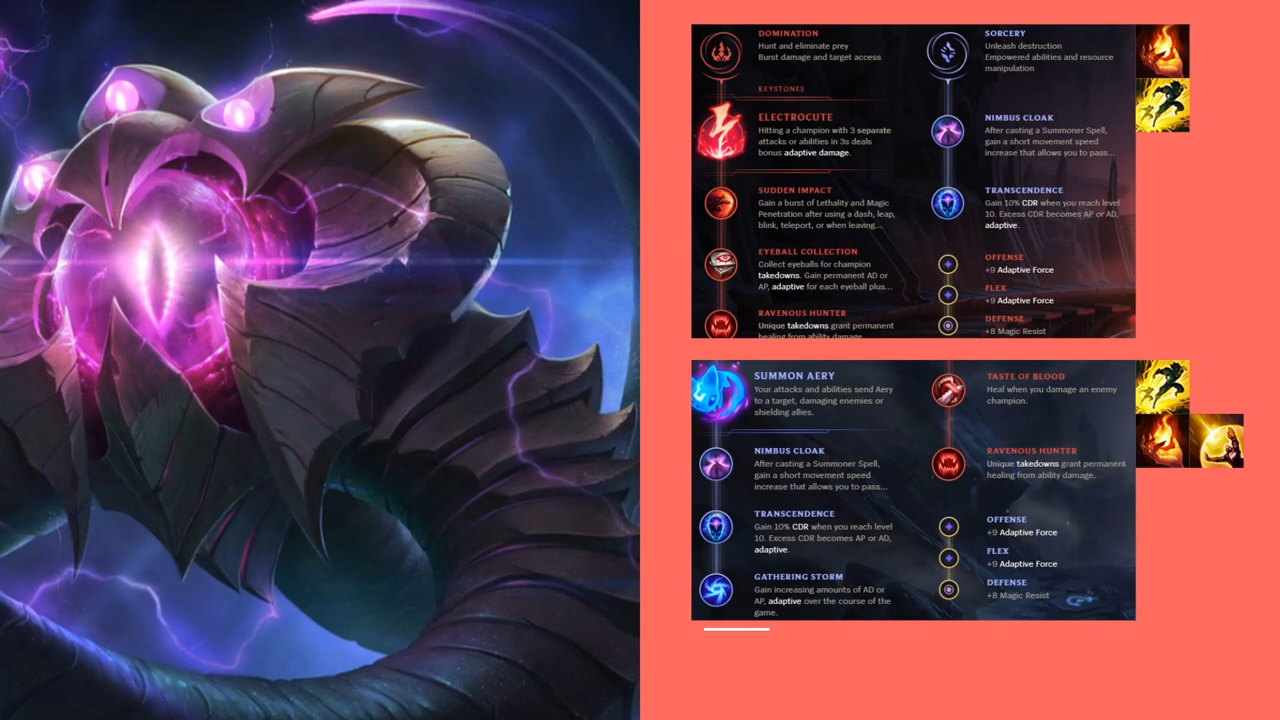 DOMINATION
Hunt and eliminate prey
Burst damage and target access
KEYSTONES
ELECTROCUTE
Hitting a champion with 3 separate
attacks or abilities in 3s deals
bonus adaptive damage.
SUDDEN IMPACT
Gain a burst of Lethality and Magic
Penetration after using a dash, leap,
blink, teleport, or when leaving...
EYEBALL COLLECTION
Collect eyeballs for champion
takedowns. Gain permanent AD or
AP, adaptive for each eyeball plus...
RAVENOUS HUNTER
Unique takedowns grant permanent
healing from ability damage.
SORCERY
Unleash destruction
Empowered abilities and resource
manipulation
NIMBUS CLOAK
After casting a Summoner Spell,
gain a short movement speed
increase that allows you to pass...
TRANSCENDENCE
Gain 10% CDR when you reach level
10. Excess CDR becomes AP or AD,
adaptive.
OFFENSE
+9 Adaptive Force
FLEX
+9 Adaptive Force
DEFENSE
+8 Magic Resist
SUMMON AERY
Your attacks and abilities send Aery
to a target, damaging enemies or
shielding allies.
NIMBUS CLOAK
After casting a Summoner Spell,
gain a short movement speed
increase that allows you to pass...
TRANSCENDENCE
Gain 10% CDR when you reach level
10. Excess CDR becomes AP or AD,
adaptive.
GATHERING STORM
Gain increasing amounts of AD or
AP, adaptive over the course of the
game.
TASTE OF BLOOD
Heal when you damage an enemy
champion.
RAVENOUS HUNTER
Unique takedowns grant permanent
healing from ability damage.
OFFENSE
+9 Adaptive Force
FLEX
+9 Adaptive Force
DEFENSE
+8 Magic Resist